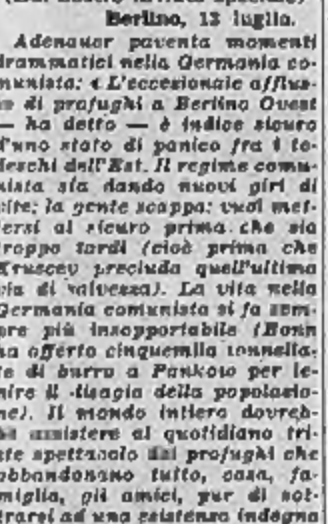 Berlino, 13 luglio.
Adenauer paventa momenti
drammatici nella Germania co-
munista: « L'eccezionale afflus-
so di profughi a Berlino Ovest
— ha detto — è indice sicuro
d'uno stato di panico fra i te-
deschi dell'Est. Il regime comu-
nista sta dando nuovi giri di
vite; la gente scappa: vuol met-
tersi al sicuro prima che sia
troppo tardi (cioè prima che
Kruscev precluda quell'ultima
via di salvezza). La vita nella
Germania comunista si fa sem-
pre più insopportabile (Bonn
ha offerto cinquemila tonnella-
te di burro a Pankow per le-
nire il disagio della popolazio-
ne). Il mondo intiero dovreb-
be assistere al quotidiano tri-
ste spettacolo dei profughi che
abbandonano tutto, casa, fa-
miglia, gli amici, pur di sot-
trarsi ad una esistenza indegna